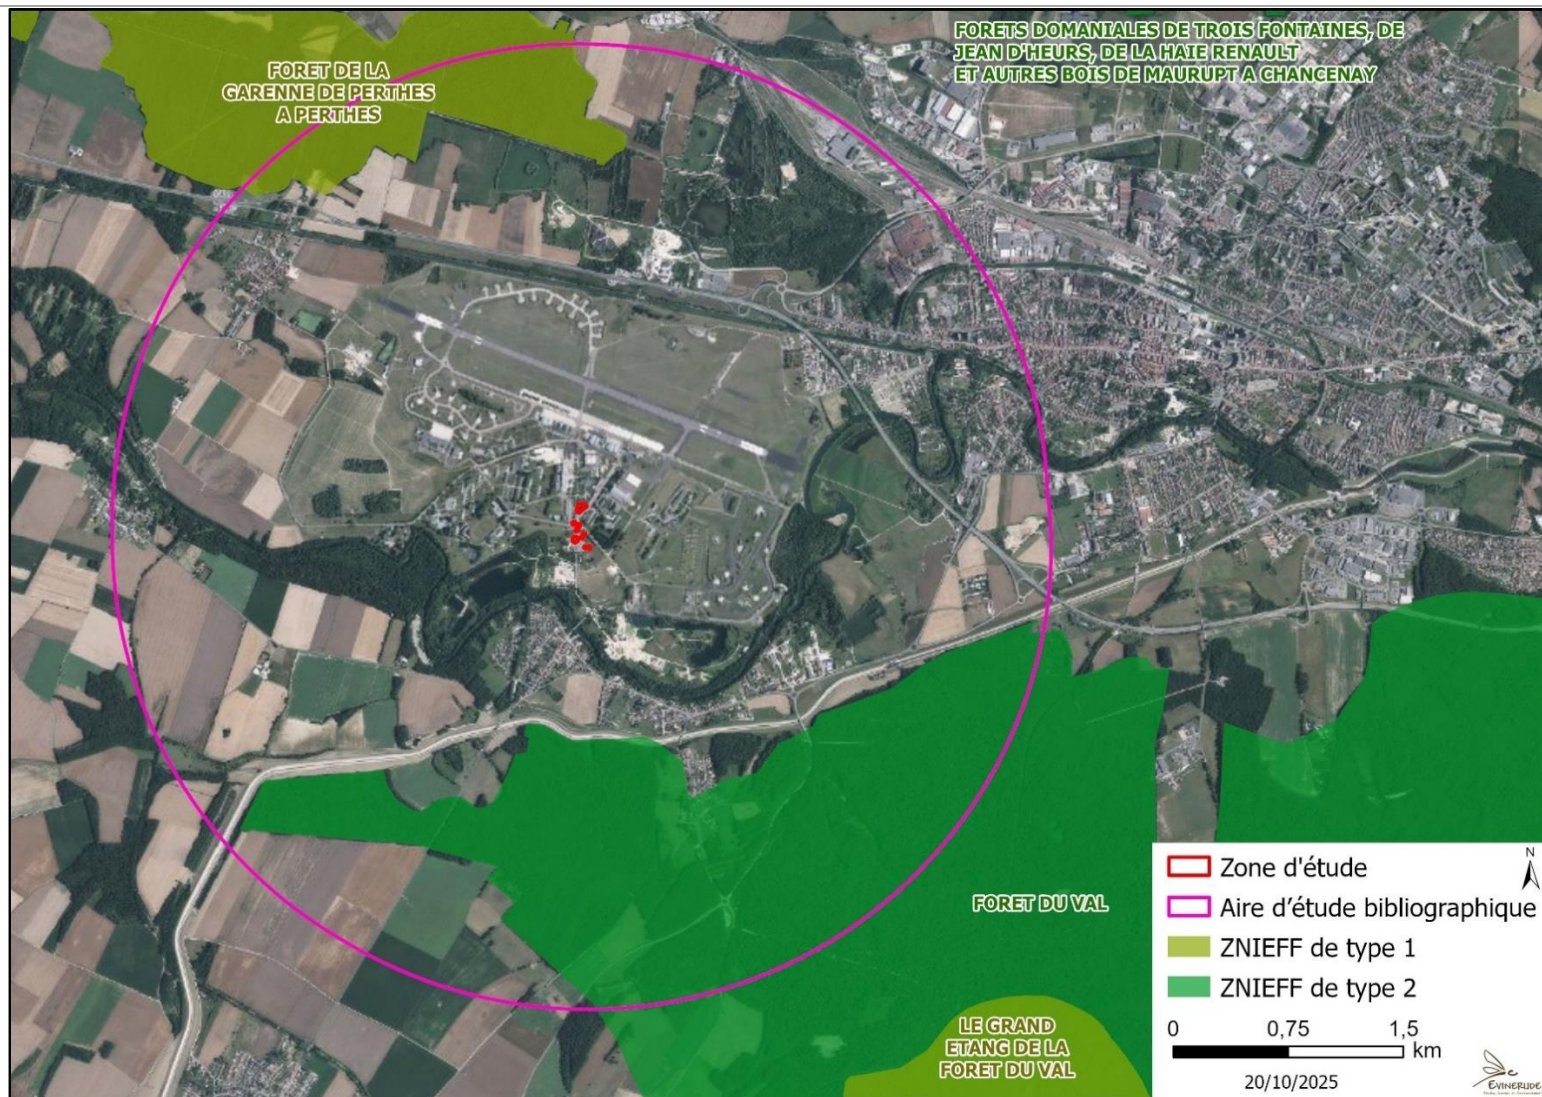 FORETS DOMANIALES DE TROIS FONTAINES, DE
JEAN D'HEURS, DE LA HAIE RENAULT
ET AUTRES BOIS DE MAURUPT A CHANCENAY
FORET DE LA
GARENNE DE PERTHES
A PERTHES
FORET DU VAL
LE GRAND
ETANG DE LA
FORET DU VAL
N
Zone d'étude
Aire d’étude bibliographique
ZNIEFF de type 1
ZNIEFF de type 2
0 0,75 1,5
km
20/10/2025
EVINERUDE